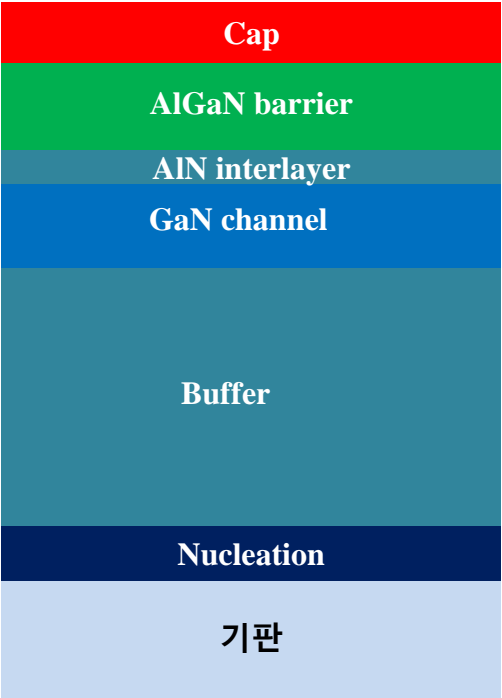 Cap
AlGaN barrier
AlN interlayer
GaN channel
Buffer
Nucleation
기판